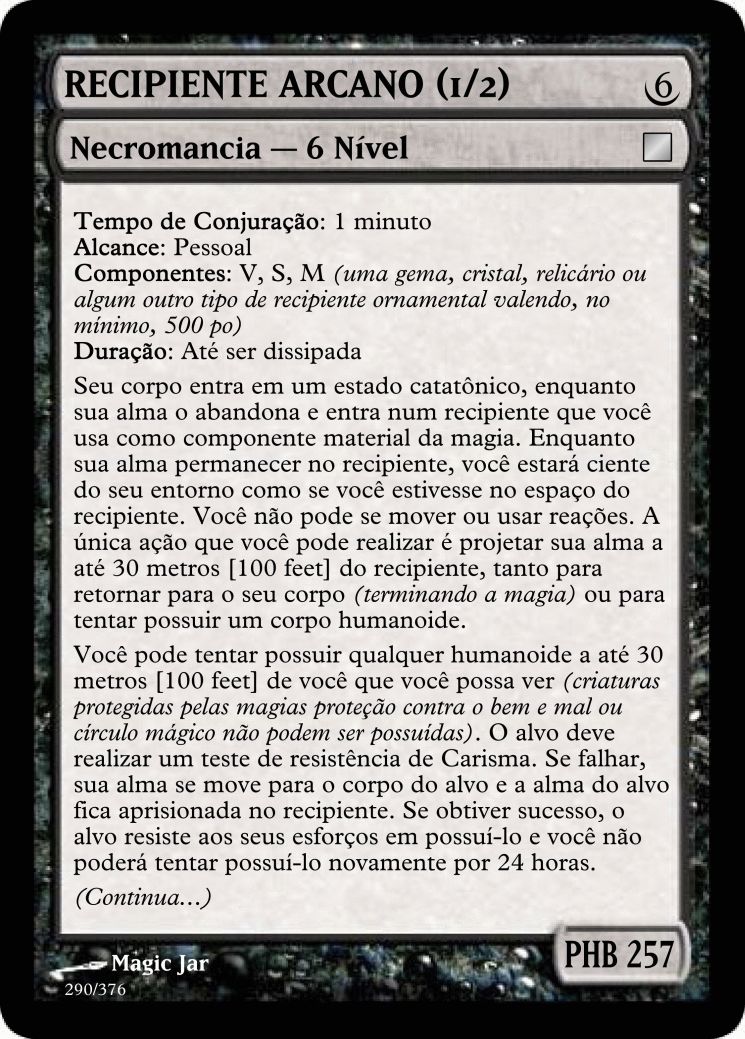 RECIPIENTE ARCANO (1/2)
6
Necromancia — 6 Nível
Tempo de Conjuração: 1 minuto
Alcance: Pessoal
Componentes: V, S, M (uma gema, cristal, relicário ou
algum outro tipo de recipiente ornamental valendo, no
mínimo, 500 po)
Duração: Até ser dissipada
Seu corpo entra em um estado catatônico, enquanto
sua alma o abandona e entra num recipiente que você
usa como componente material da magia. Enquanto
sua alma permanecer no recipiente, você estará ciente
do seu entorno como se você estivesse no espaço do
recipiente. Você não pode se mover ou usar reações. A
única ação que você pode realizar é projetar sua alma a
até 30 metros [100 feet] do recipiente, tanto para
retornar para o seu corpo (terminando a magia) ou para
tentar possuir um corpo humanoide.
Você pode tentar possuir qualquer humanoide a até 30
metros [100 feet] de você que você possa ver (criaturas
protegidas pelas magias proteção contra o bem e mal ou
círculo mágico não podem ser possuídas). O alvo deve
realizar um teste de resistência de Carisma. Se falhar,
sua alma se move para o corpo do alvo e a alma do alvo
fica aprisionada no recipiente. Se obtiver sucesso, o
alvo resiste aos seus esforços em possuí-lo e você não
poderá tentar possuí-lo novamente por 24 horas.
(Continua...)
PHB 257
Magic Jar
290/376